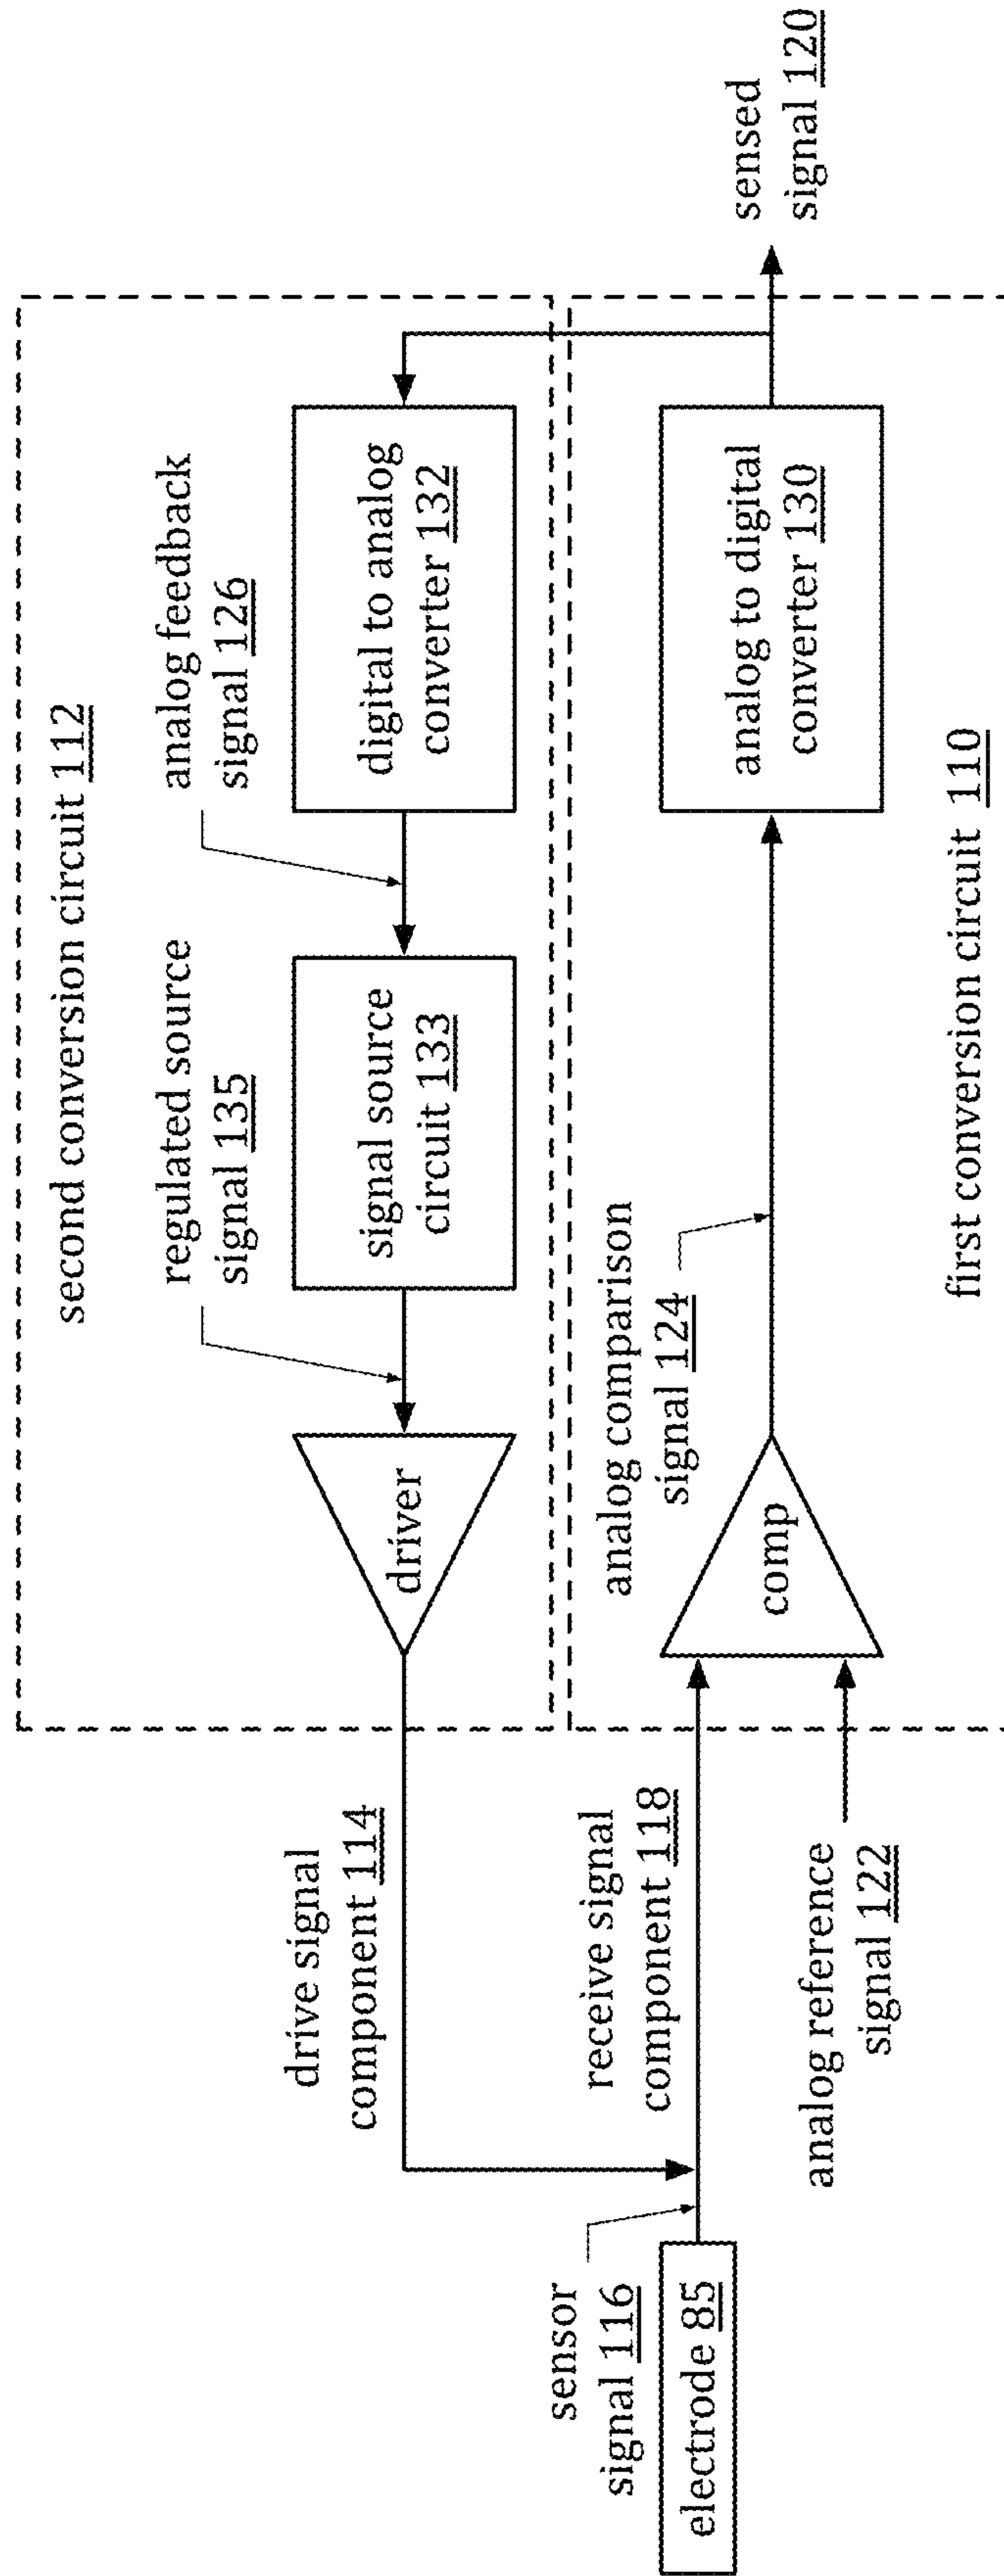 second conversion circuit 112
regulated source
signal 135
analog feedback
signal 126
driver
signal source
circuit 133
digital to analog
converter 132
drive signal
component 114
sensor
signal 116
electrode 85
receive signal
component 118
analog reference
signal 122
analog comparison
signal 124
comp
analog to digital
converter 130
sensed
signal 120
first conversion circuit 110